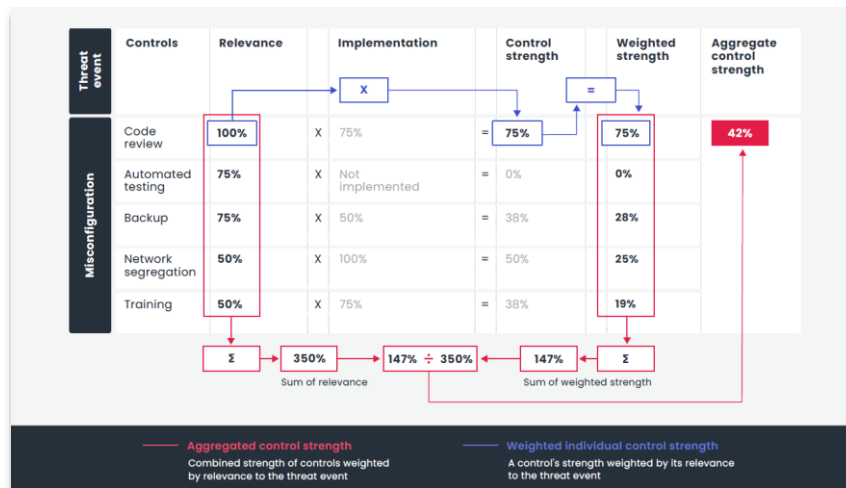 Threat event
Controls
Relevance
Implementation
Control strength
Weighted strength
Aggregate control strength
X
=
Misconfiguration
Code review
100%
X
75%
=
75%
75%
42%
Automated testing
75%
X
Not implemented
=
0%
0%
Backup
75%
X
50%
=
38%
28%
Network segregation
50%
X
100%
=
50%
25%
Training
50%
X
75%
=
38%
19%
Σ
350%
147% ÷ 350%
147%
Σ
Sum of relevance
Sum of weighted strength
Aggregated control strength
Combined strength of controls weighted
by relevance to the threat event
Weighted individual control strength
A control's strength weighted by its relevance
to the threat event